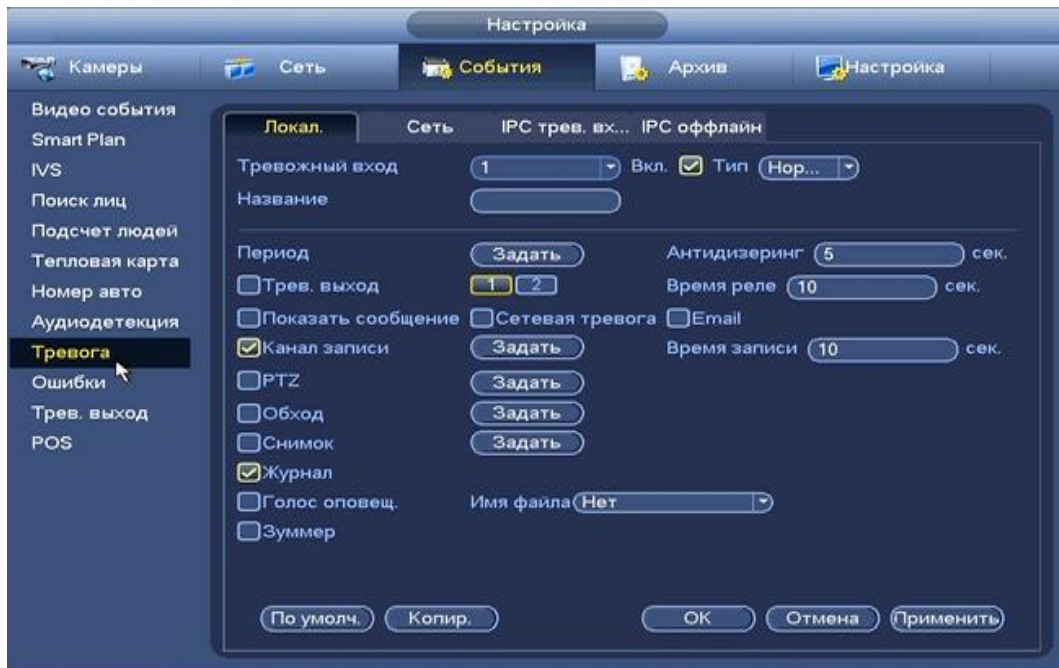 Настройка
Камеры Сеть События Архив Настройка
Видео события
Smart Plan
IVS
Поиск лиц
Подсчет людей
Тепловая карта
Номер авто
Аудиодетекция
Тревога
Ошибки
Трев. выход
POS
Локал. Сеть IPC трев. вх... IPC оффлайн
Тревожный вход 1 Вкл. Тип Нор...
Название
Период Задать Антидизеринг 5 сек.
Трев. выход 1 2 Время реле 10 сек.
Показать сообщение Сетевая тревога Email
Канал записи Задать Время записи 10 сек.
PTZ Задать
Обход Задать
Снимок Задать
Журнал
Голос оповещ. Имя файла Нет
Зуммер
По умолч. Копир. OK Отмена Применить